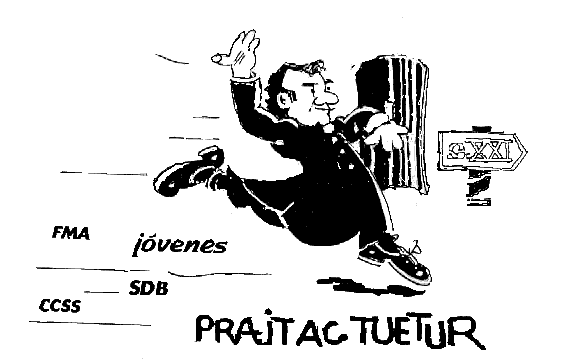 S. XXI
FMA jóvenes
SDB
CCSS
PRAJTACTUETUR